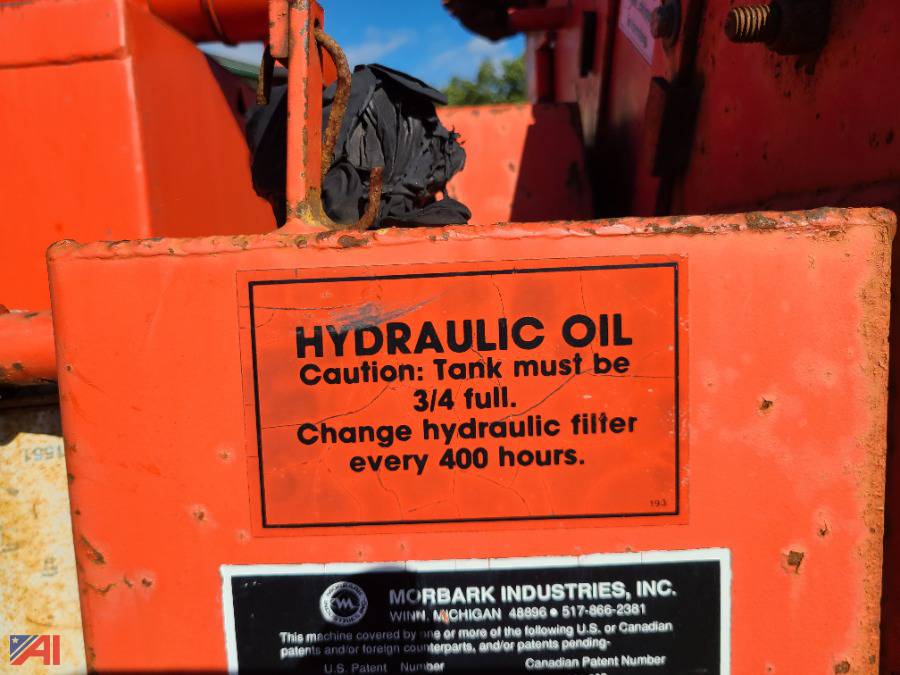 HYDRAULIC OIL
Caution: Tank must be
3/4 full.
Change hydraulic filter
every 400 hours.
193
MORBARK INDUSTRIES, INC.
WINN, MICHIGAN 48896 • 517-866-2381
This machine covered by one or more of the following U.S. or Canadian
patents and/or foreign counterparts, and/or patents pending-
U.S. Patent Number Canadian Patent Number
1551
AI